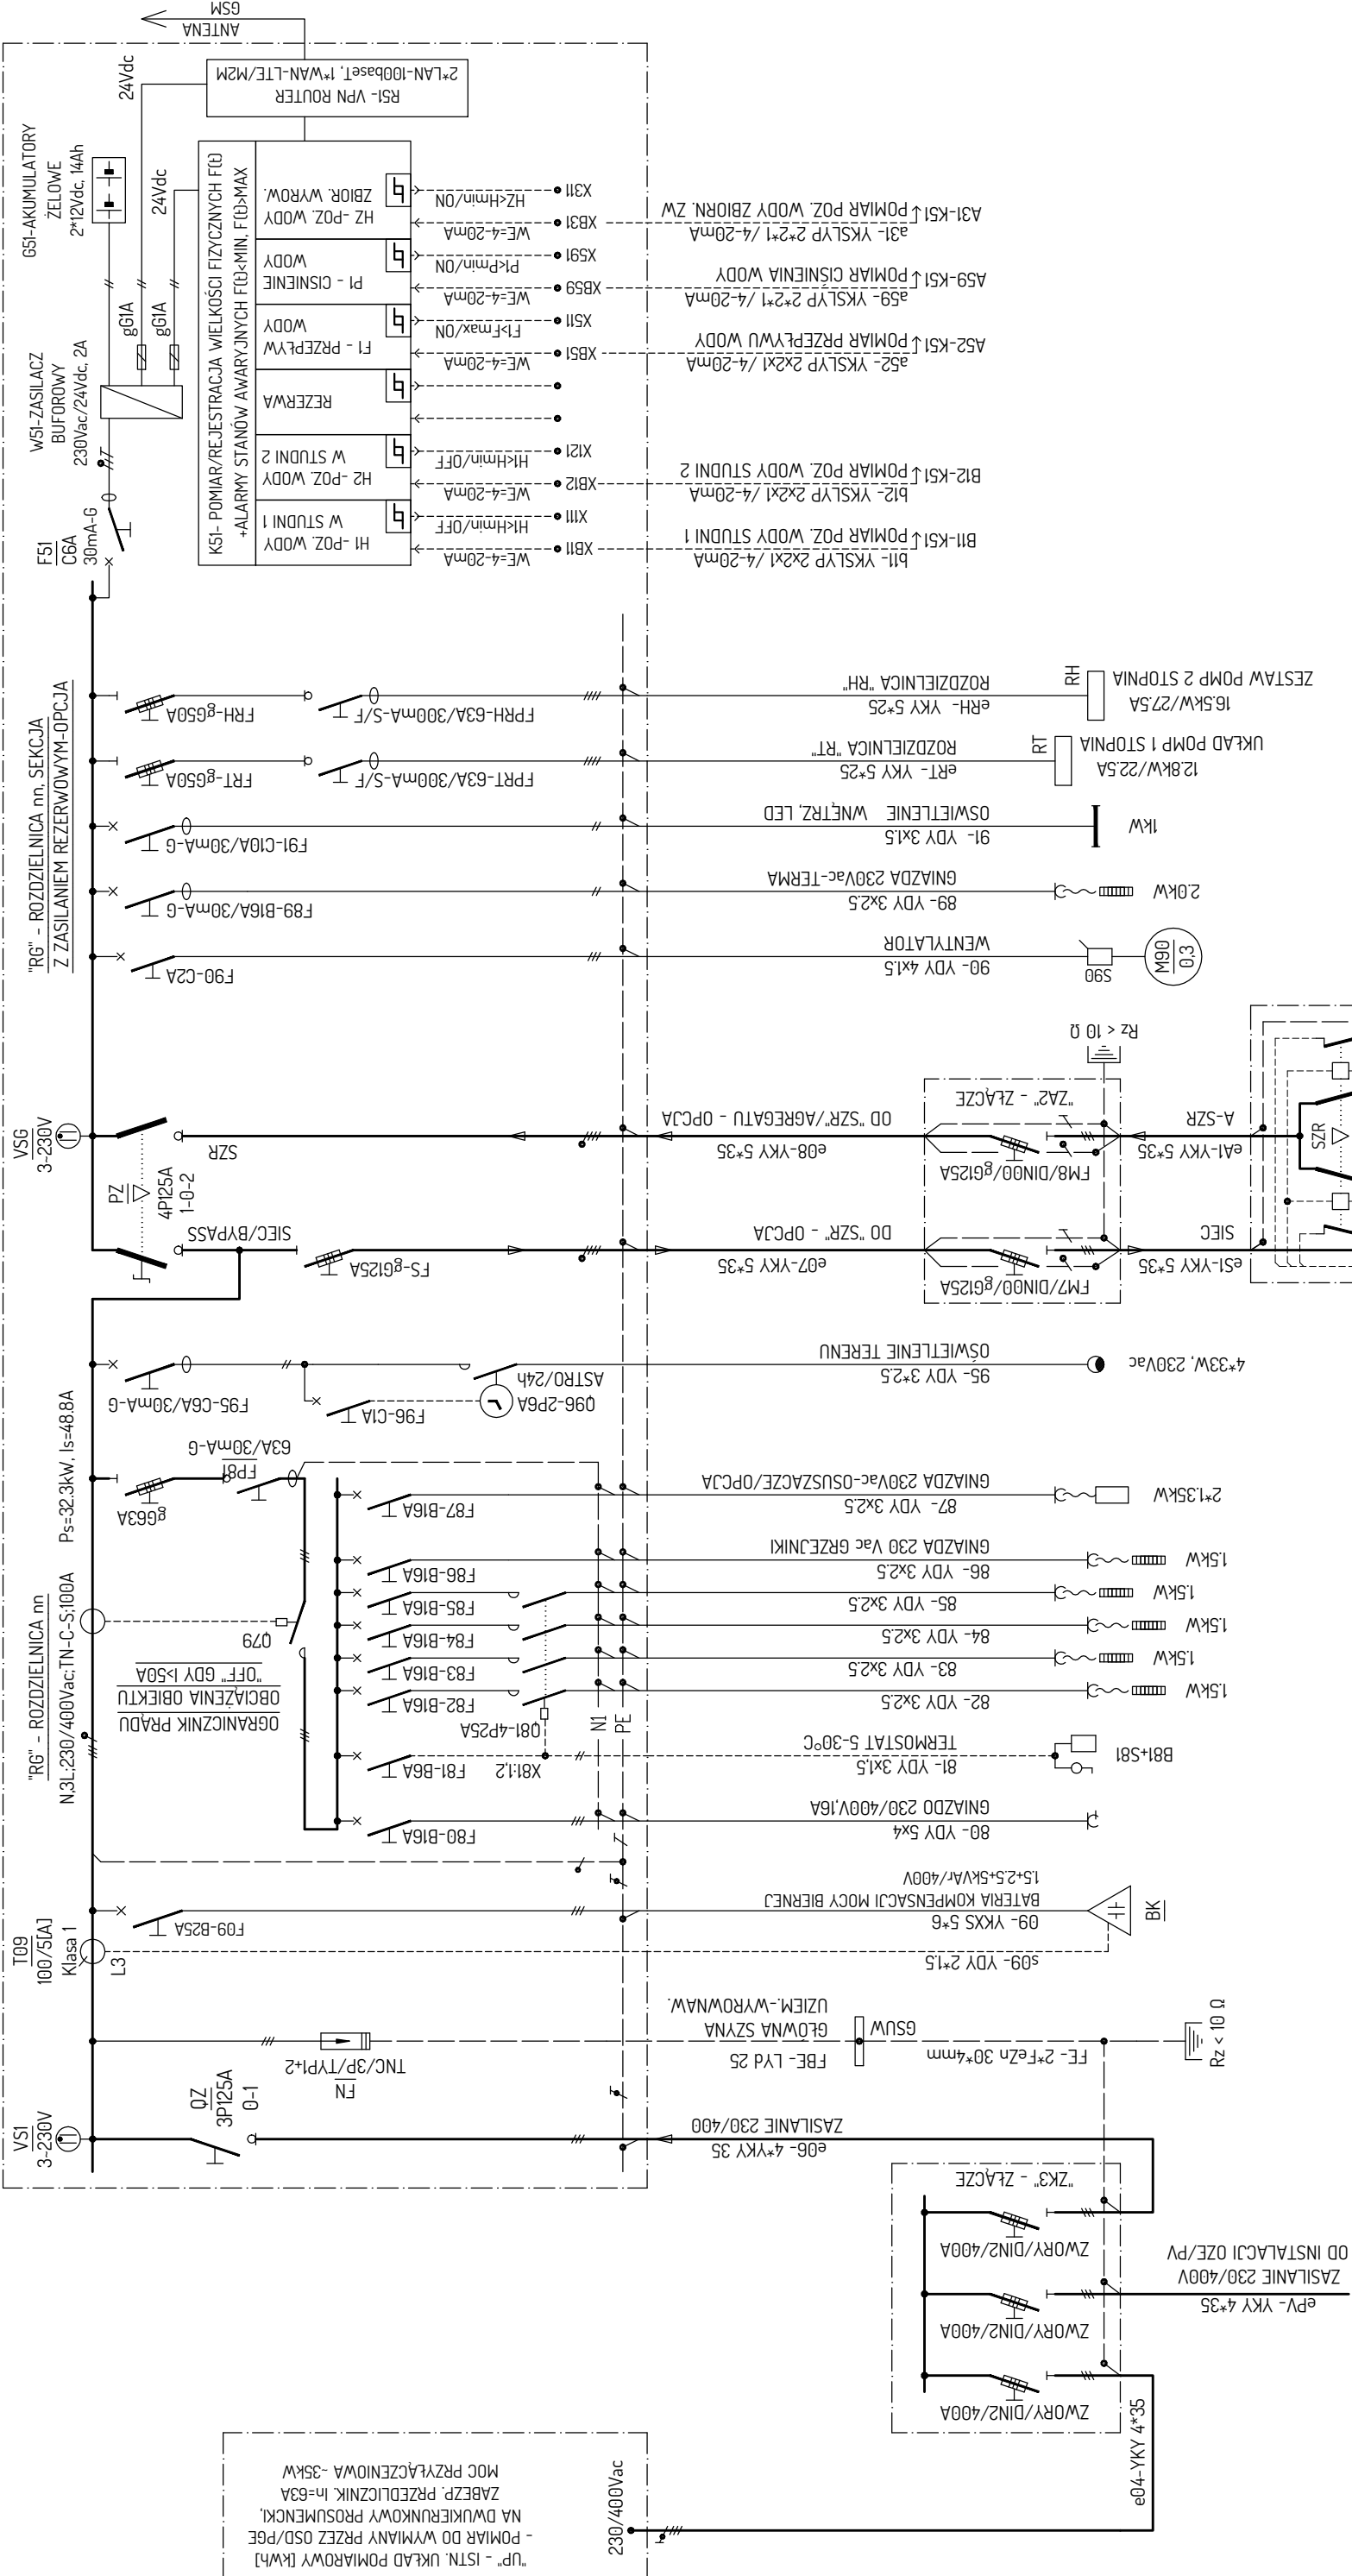 ANTENA
GSM
R51- VPN ROUTER
2*LAN-100baseT, 1*WAN-LTE/M2M
24Vdc
24Vdc
G51-AKUMULATORY
ŻELOWE
2*12Vdc, 14Ah
gG1A
gG1A
W51-ZASILACZ
BUFOROWY
230Vac/24Vdc, 2A
F51
C6A
30mA-G
K51- POMIAR/REJESTRACJA WIELKOŚCI FIZYCZNYCH F(t)
+ALARMY STANÓW AWARYJNYCH F(t)<MIN, F(t)>MAX
HZ -POZ. WODY
ZBIOR. WYROW.
P1 - CISNIENIE
WODY
F1 - PRZEPŁYW
WODY
REZERWA
H2 -POZ. WODY
W STUDNI 2
H1 -POZ. WODY
W STUDNI 1
HZ<Hmin/ON
X311
WE=4-20mA
XB31
P1<Pmin/ON
X591
WE=4-20mA
XB59
F1>Fmax/ON
X511
WE=4-20mA
XB51
H1<Hmin/OFF
X121
WE=4-20mA
XB12
H1<Hmin/OFF
X111
WE=4-20mA
XB11
a31- YKSLYP 2*2*1 /4-20mA
POMIAR POZ. WODY ZBIORN. ZW
A31-K51
a59- YKSLYP 2*2*1 /4-20mA
POMIAR CIŚNIENIA WODY
A59-K51
a52- YKSLYP 2x2x1 /4-20mA
POMIAR PRZEPŁYWU WODY
A52-K51
b12- YKSLYP 2x2x1 /4-20mA
POMIAR POZ. WODY STUDNI 2
B12-K51
b11- YKSLYP 2x2x1 /4-20mA
POMIAR POZ. WODY STUDNI 1
B11-K51
"RG" - ROZDZIELNICA nn, SEKCJA
Z ZASILANIEM REZERWOWYM-OPCJA
FRH-gG50A
FPRH-63A/300mA-S/F
eRH- YKY 5*25
ROZDZIELNICA "RH"
RH
16.5kW/27.5A
ZESTAW POMP 2 STOPNIA
FRT-gG50A
FPRT-63A/300mA-S/F
eRT- YKY 5*25
ROZDZIELNICA "RT"
RT
12.8kW/22.5A
UKŁAD POMP 1 STOPNIA
F91-C10A/30mA-G
91- YDY 3x1.5
OSWIETLENIE WNĘTRZ, LED
1kW
F89-B16A/30mA-G
89- YDY 3x2.5
GNIAZDA 230Vac-TERMA
2.0kW
F90-C2A
90- YDY 4x1.5
WENTYLATOR
S90
M90
0,3
Rz < 10 Ω
VSG
3~230V
PZ
4P125A
1-0-2
SZR
e08-YKY 5*35
OD "SZR"/AGREGATU - OPCJA
"ZA2" - ZŁĄCZE
FM8/DIN00/gG125A
eA1-YKY 5*35
A-SZR
SZR
SIEC/BYPASS
FS-gG125A
e07-YKY 5*35
DO "SZR" - OPCJA
FM7/DIN00/gG125A
eS1-YKY 5*35
SIEC
F95-C6A/30mA-G
F96-C1A
Q96-2P6A
ASTRO/24h
95- YDY 3*2.5
OŚWIETLENIE TERENU
4*33W, 230Vac
"RG" - ROZDZIELNICA nn
N,3L:230/400Vac;TN-C-S;100A
Ps=32.3kW, Is=48.8A
gG63A
FP81
63A/30mA-G
Q79
OGRANICZNIK PRĄDU
OBCIĄŻENIA OBIEKTU
"OFF" GDY I>50A
F87-B16A
87- YDY 3x2.5
GNIAZDA 230Vac-OSUSZACZE/OPCJA
2*1.35kW
F86-B16A
86- YDY 3x2.5
GNIAZDA 230 Vac GRZEJNIKI
1.5kW
F85-B16A
85- YDY 3x2.5
1.5kW
F84-B16A
84- YDY 3x2.5
1.5kW
F83-B16A
83- YDY 3x2.5
1.5kW
F82-B16A
82- YDY 3x2.5
1.5kW
Q81-4P25A
N1
PE
F81-B6A
X81:1,2
81- YDY 3x1,5
TERMOSTAT 5-30°C
B81+S81
F80-B16A
80- YDY 5x4
GNIAZDO 230/400V,16A
F09-B25A
09- YKXS 5*6
BATERIA KOMPENSACJI MOCY BIERNEJ
1.5+2.5+5kVAr/400V
BK
T09
100/5[A]
Klasa 1
L3
s09- YDY 2*1.5
FN
TNC/3P/TYP1+2
FBE- LYd 25
GŁÓWNA SZYNA
UZIEM.-WYROWNAW.
GSUW
FE- 2*FeZn 30*4mm
Rz < 10 Ω
VS1
3~230V
QZ
3P125A
0-1
e06- 4*YKY 35
ZASILANIE 230/400
"ZK3" - ZŁĄCZE
ZWORY/DIN2/400A
ZWORY/DIN2/400A
ZWORY/DIN2/400A
ePV- YKY 4*35
ZASILANIE 230/400V
OD INSTALACJI OZE/PV
e04-YKY 4*35
230/400Vac
"UP" - ISTN. UKŁAD POMIAROWY [kWh]
- POMIAR DO WYMIANY PRZEZ OSD/PGE
NA DWUKIERUNKOWY PROSUMENCKI,
ZABEZP. PRZEDLICZNIK. In=63A
MOC PRZYŁĄCZENIOWA ~35kW